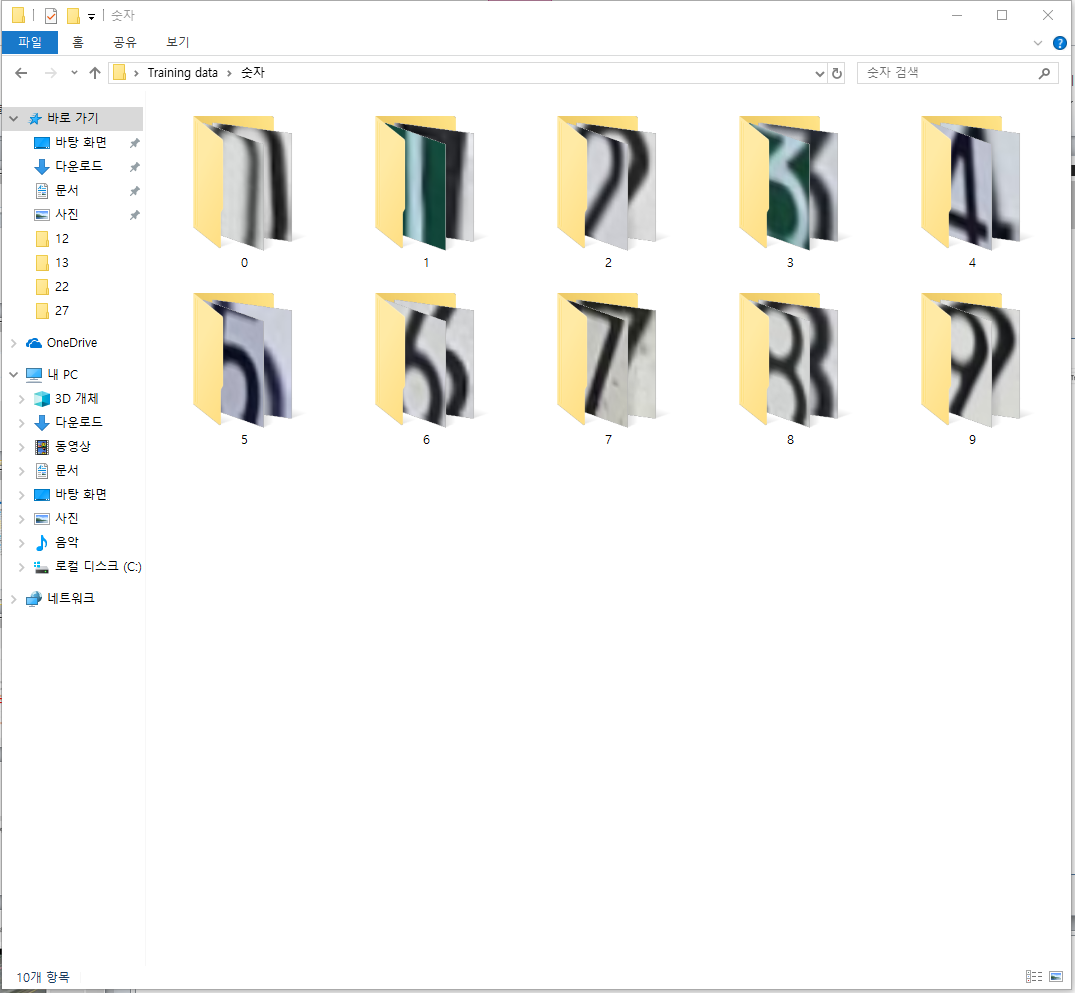 숫자
파일 홈 공유 보기
Training data 숫자
숫자 검색
바로 가기
바탕 화면
다운로드
문서
사진
12
13
22
27
OneDrive
내 PC
3D 개체
다운로드
동영상
문서
바탕 화면
사진
음악
로컬 디스크 (C:)
네트워크
0 1 2 3 4
5 6 7 8 9
10개 항목